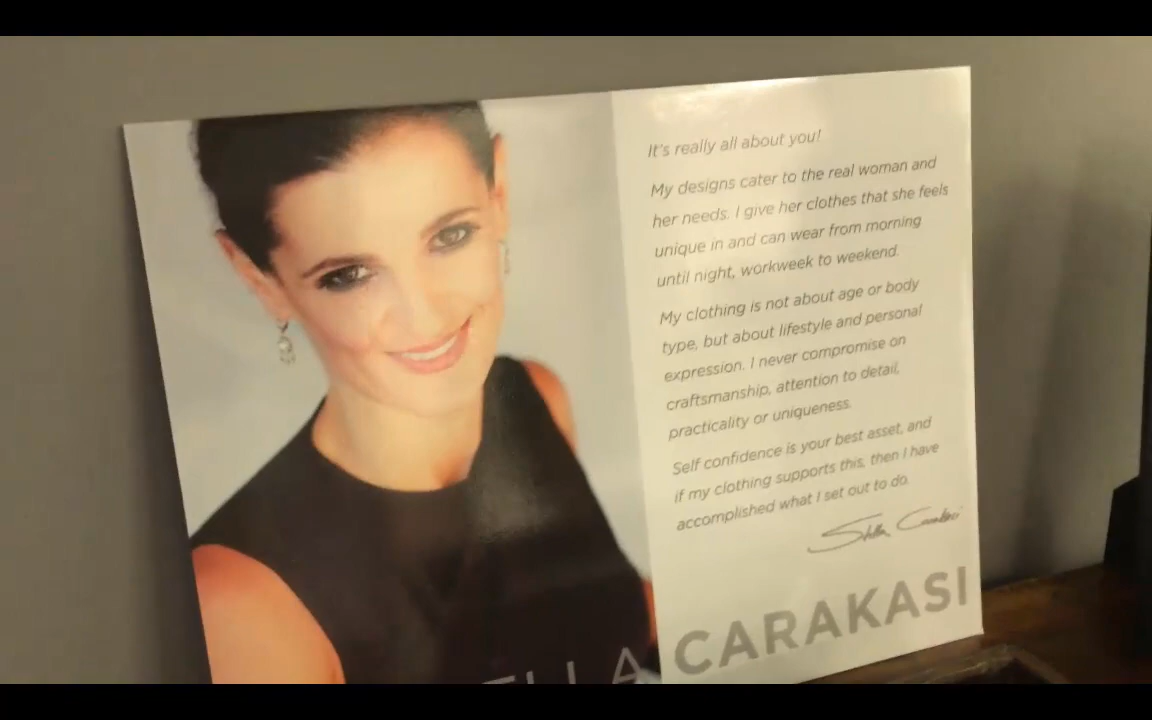 It's really all about you!
My designs cater to the real woman and
her needs. I give her clothes that she feels
unique in and can wear from morning
until night, workweek to weekend.
My clothing is not about age or body
type, but about lifestyle and personal
expression. I never compromise on
craftsmanship, attention to detail,
practicality or uniqueness.
Self confidence is your best asset, and
if my clothing supports this, then I have
accomplished what I set out to do.
Stella Carakasi
ELLA CARAKASI